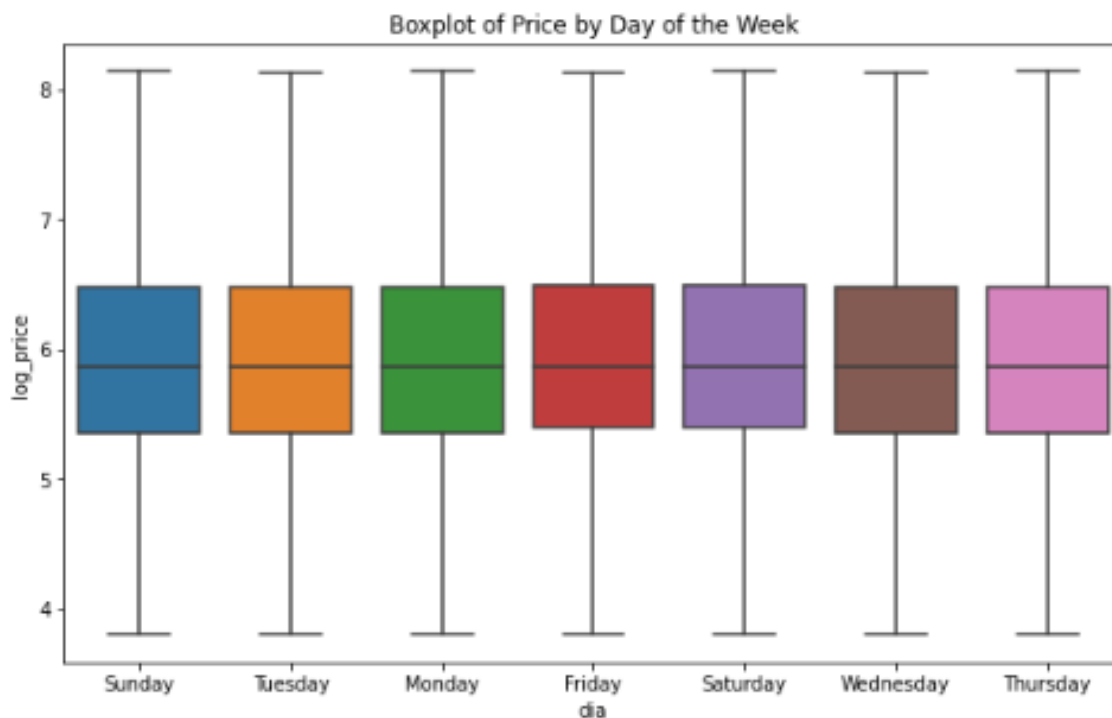 Boxplot of Price by Day of the Week
8
7
6
5
4
log_price
Sunday Tuesday Monday Friday Saturday Wednesday Thursday
dia